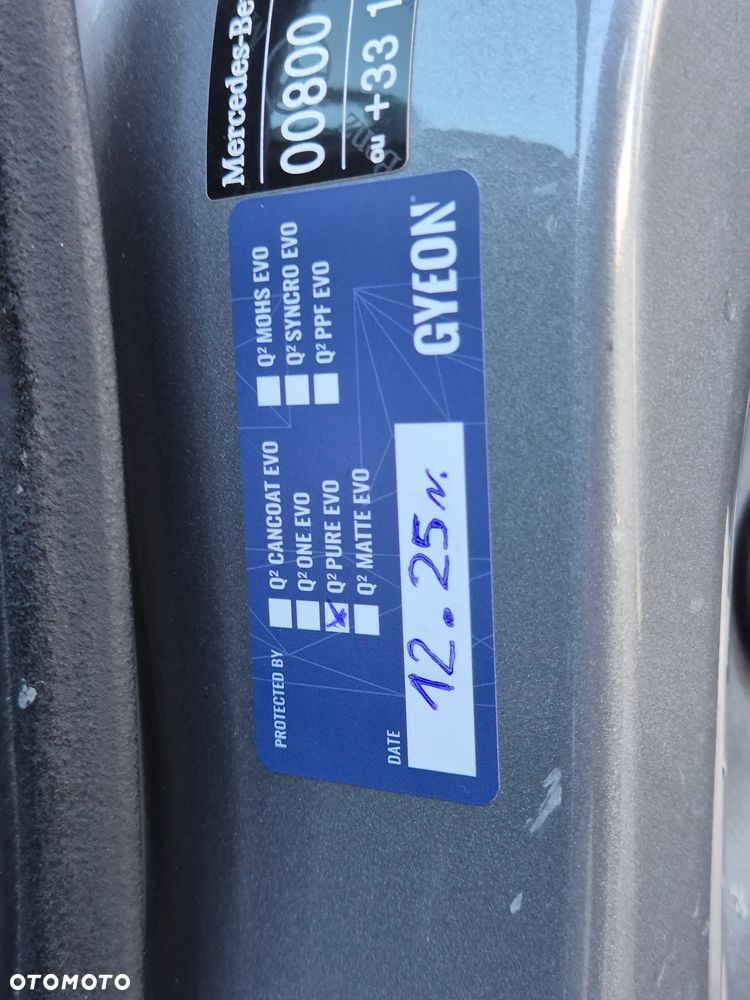 Mercedes-Be
00800
ou +33 1
PROTECTED BY
Q² CANCOAT EVO
Q² ONE EVO
Q² PURE EVO
Q² MATTE EVO
Q² MOHS EVO
Q² SYNCRO EVO
Q² PPF EVO
DATE
12.25r.
GYEON
OTOMOTO